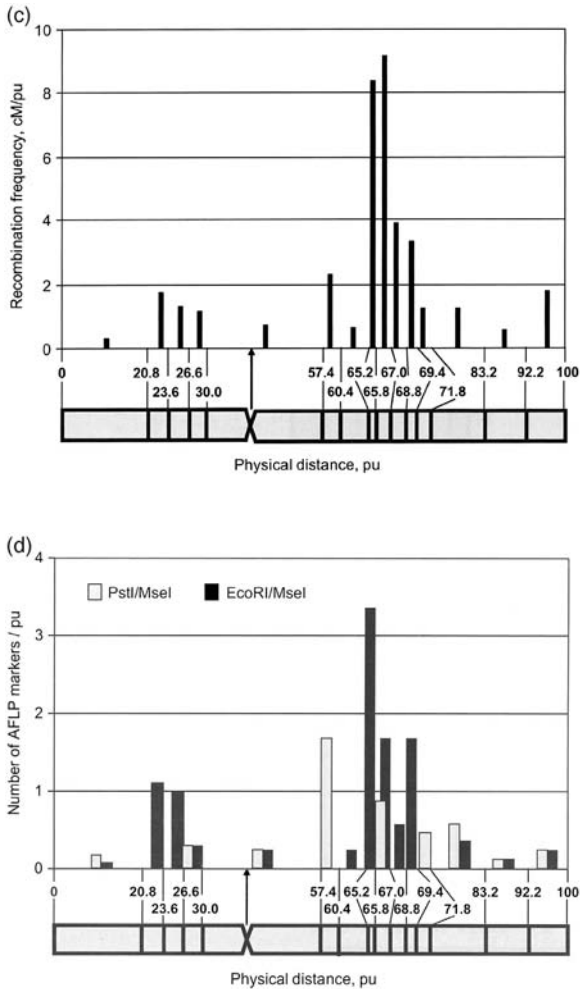 (c)
Recombination frequency, cM/pu
10
8
6
4
2
0
0 20.8 26.6 57.4 65.2 67.0 69.4 83.2 92.2 100
23.6 30.0 60.4 65.8 68.8 71.8
Physical distance, pu
(d)
Number of AFLP markers / pu
4
3
2
1
0
PstI/MseI EcoRI/MseI
0 20.8 26.6 57.4 65.2 67.0 69.4 83.2 92.2 100
23.6 30.0 60.4 65.8 68.8 71.8
Physical distance, pu